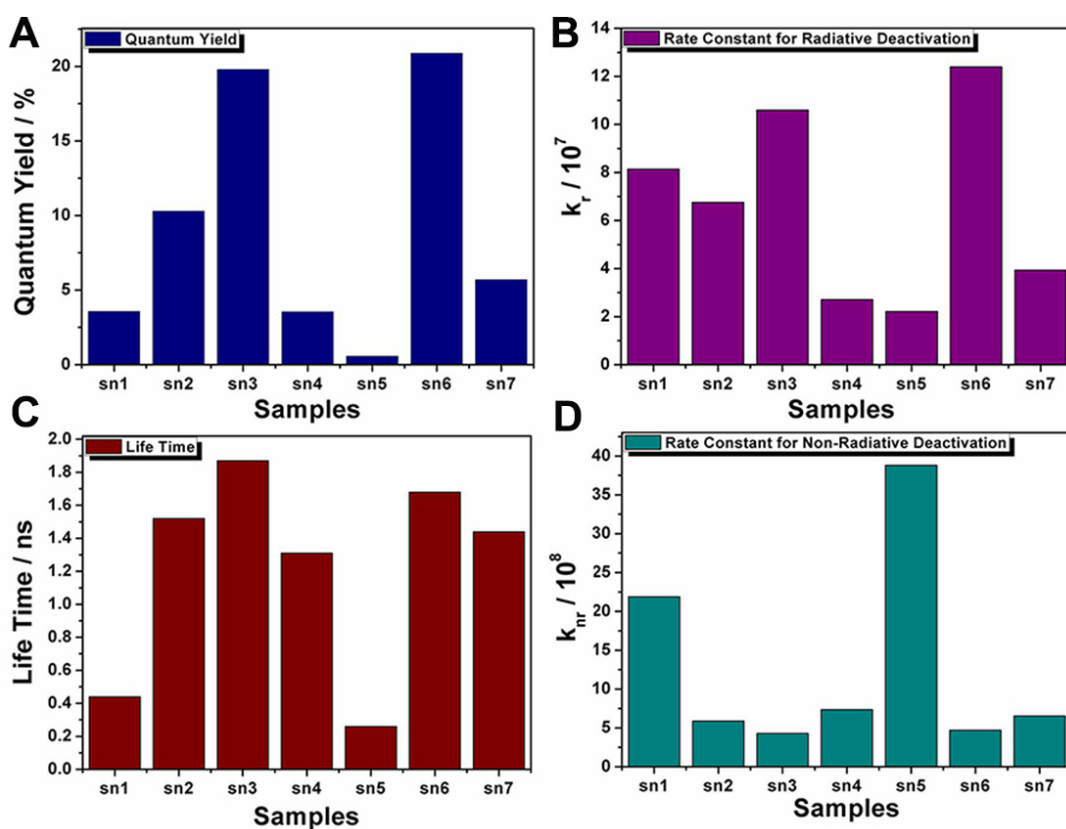 A
Quantum Yield
Quantum Yield / %
20
15
10
5
0
sn1 sn2 sn3 sn4 sn5 sn6 sn7
Samples
B
Rate Constant for Radiative Deactivation
kr / 10^7
14
12
10
8
6
4
2
0
sn1 sn2 sn3 sn4 sn5 sn6 sn7
Samples
C
Life Time
Life Time / ns
2.0
1.8
1.6
1.4
1.2
1.0
0.8
0.6
0.4
0.2
0.0
sn1 sn2 sn3 sn4 sn5 sn6 sn7
Samples
D
Rate Constant for Non-Radiative Deactivation
knr / 10^8
40
35
30
25
20
15
10
5
0
sn1 sn2 sn3 sn4 sn5 sn6 sn7
Samples